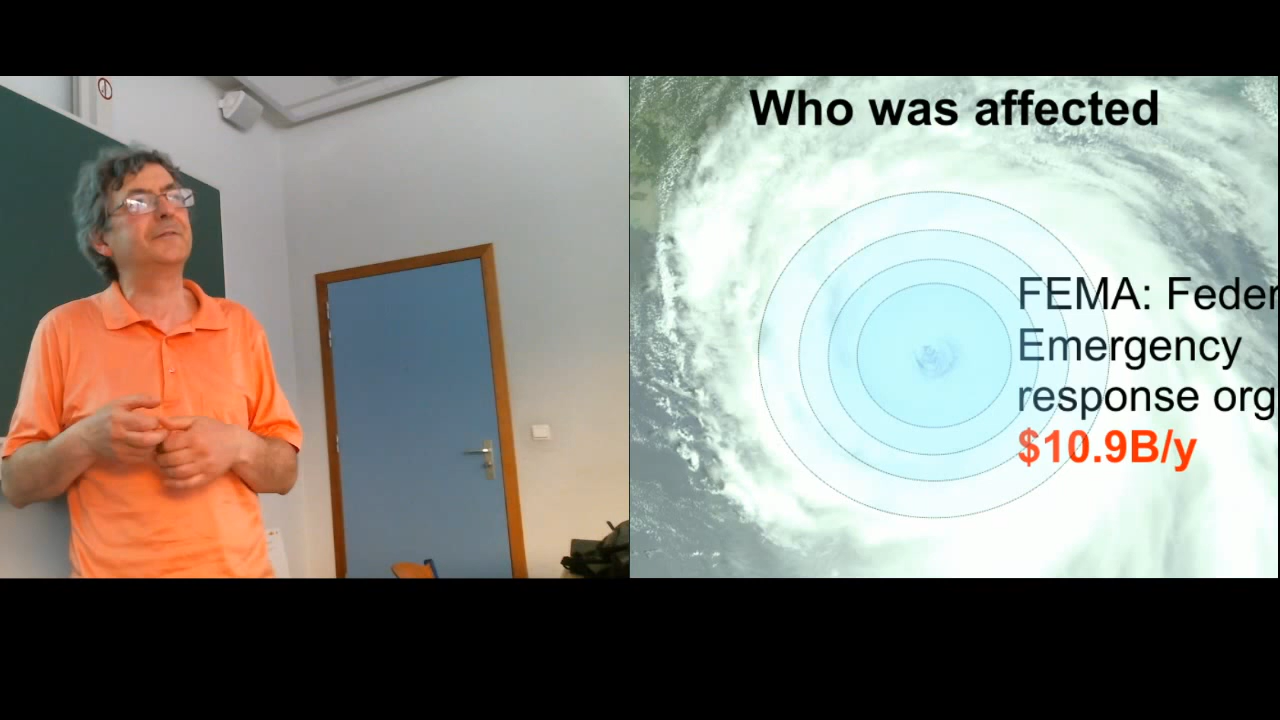 Who was affected
FEMA: Feder
Emergency
response org
$10.9B/y